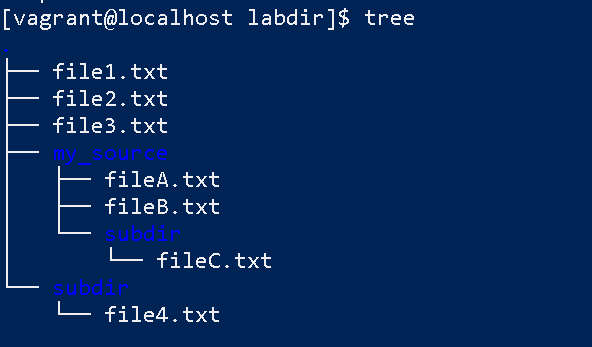 [vagrant@localhost labdir]$ tree
.
├── file1.txt
├── file2.txt
├── file3.txt
├── my_source
│   ├── fileA.txt
│   ├── fileB.txt
│   └── subdir
│       └── fileC.txt
└── subdir
    └── file4.txt